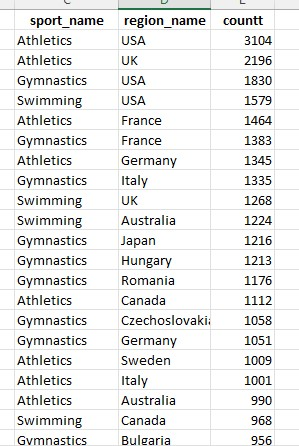 sport_name region_name countt
Athletics USA 3104
Athletics UK 2196
Gymnastics USA 1830
Swimming USA 1579
Athletics France 1464
Gymnastics France 1383
Athletics Germany 1345
Gymnastics Italy 1335
Swimming UK 1268
Swimming Australia 1224
Gymnastics Japan 1216
Gymnastics Hungary 1213
Gymnastics Romania 1176
Athletics Canada 1112
Gymnastics Czechoslovakia 1058
Gymnastics Germany 1051
Athletics Sweden 1009
Athletics Italy 1001
Athletics Australia 990
Swimming Canada 968
Gymnastics Bulgaria 956